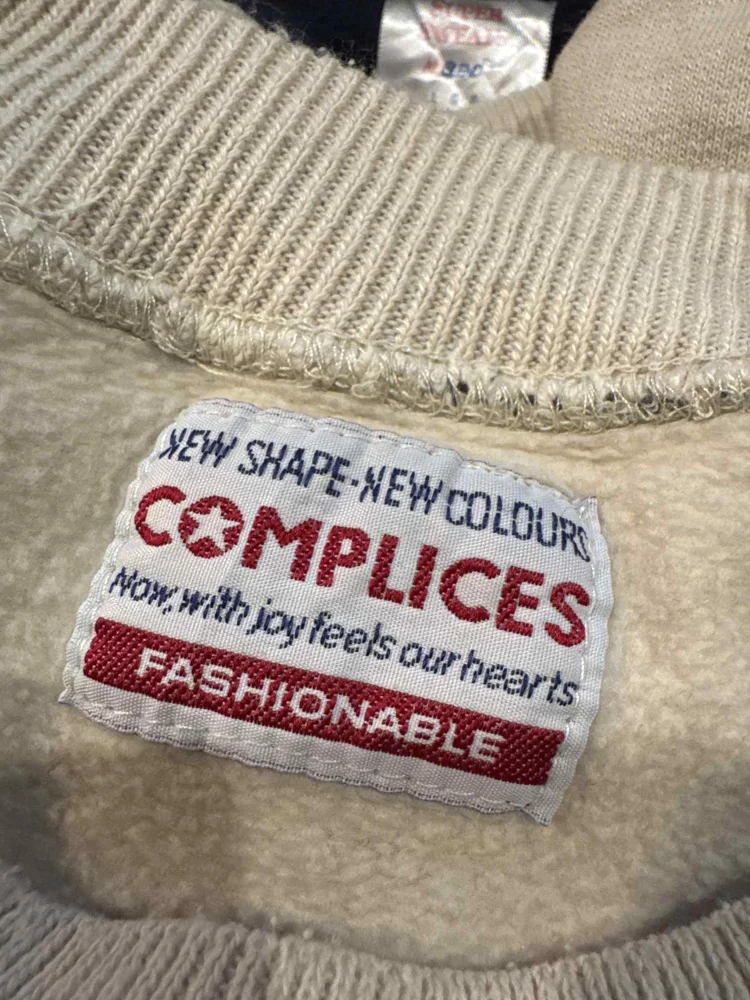 NEW SHAPE-NEW COLOURS
COMPLICES
Now, with joy feels our hearts
FASHIONABLE